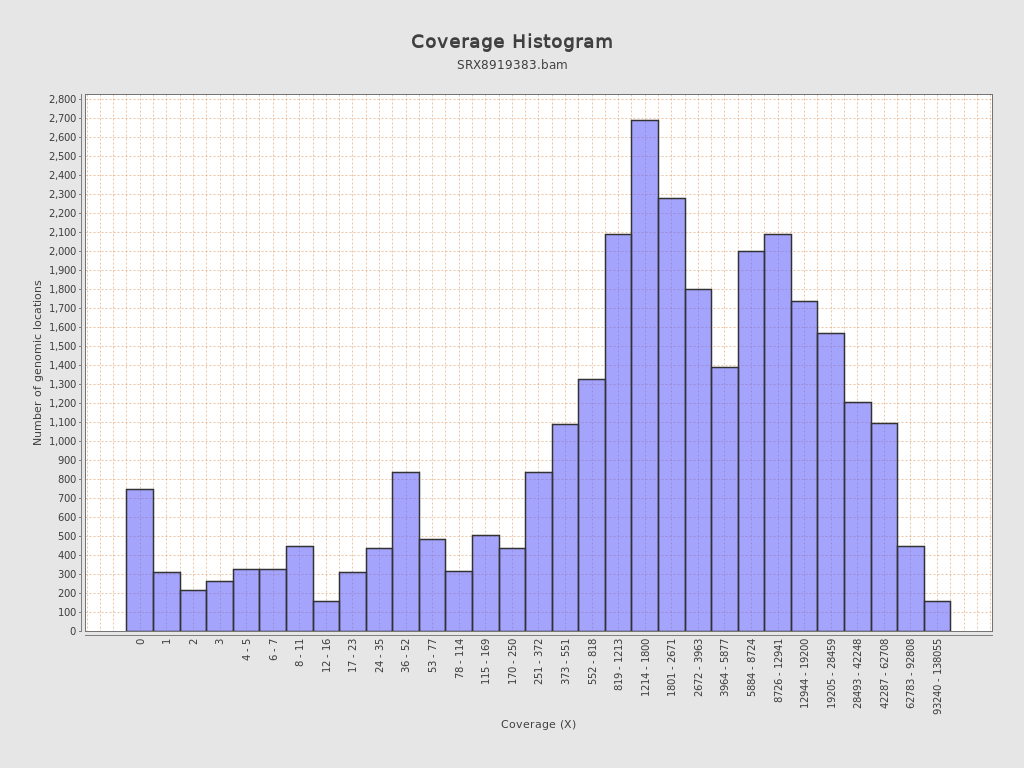 Coverage Histogram
SRX8919383.bam
2,800
2,700
2,600
2,500
2,400
2,300
2,200
2,100
2,000
1,900
1,800
1,700
1,600
1,500
1,400
1,300
1,200
1,100
1,000
900
800
700
600
500
400
300
200
100
0
Number of genomic locations
0
1
2
3
4 - 5
6 - 7
8 - 11
12 - 16
17 - 23
24 - 35
36 - 52
53 - 77
78 - 114
115 - 169
170 - 250
251 - 372
373 - 551
552 - 818
819 - 1213
1214 - 1800
1801 - 2671
2672 - 3963
3964 - 5877
5884 - 8724
8726 - 12941
12944 - 19200
19205 - 28459
28493 - 42248
42287 - 62708
62783 - 92808
93240 - 138055
Coverage (X)